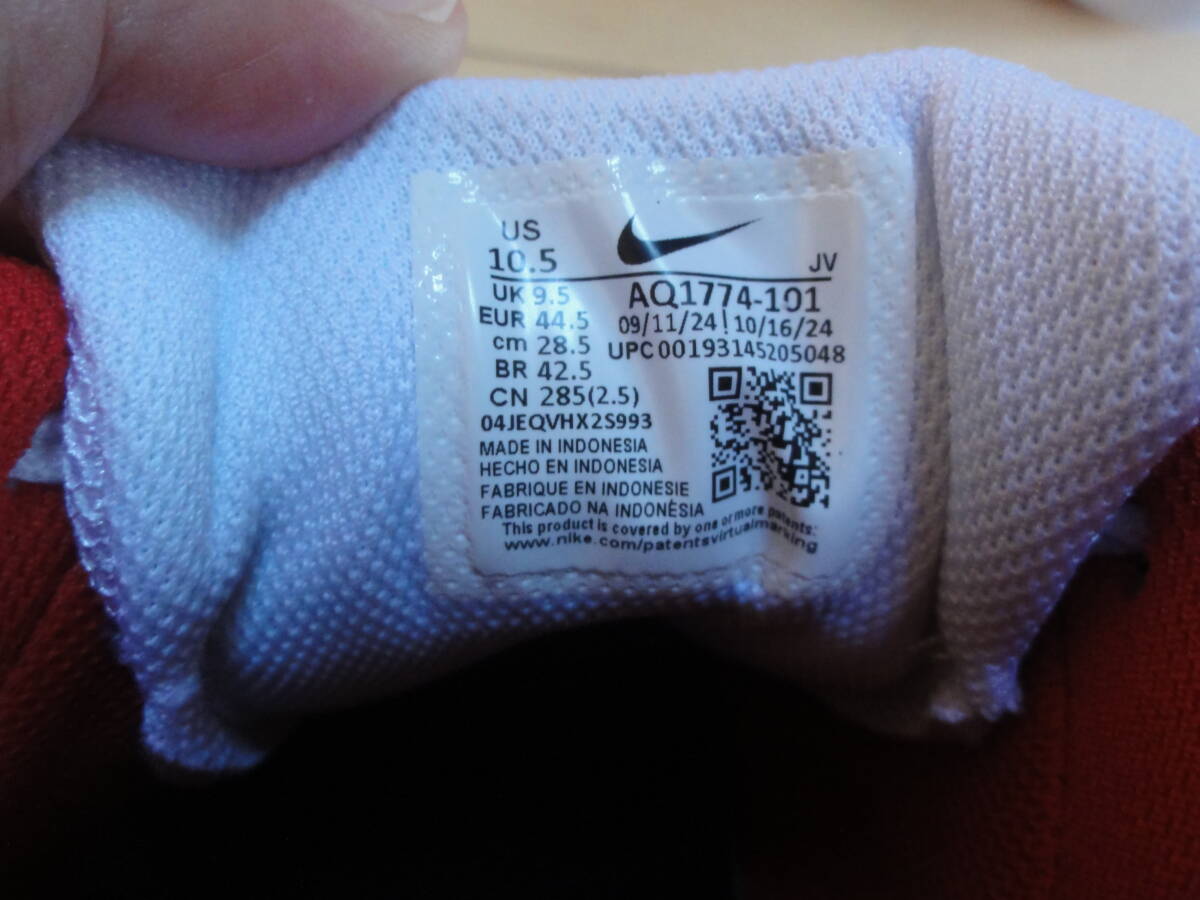 US
10.5
JV
UK 9.5
EUR 44.5
cm 28.5
BR 42.5
CN 285(2.5)
AQ1774-101
09/11/24 | 10/16/24
UPC 00193145205048
04JEQVHX2S993
MADE IN INDONESIA
HECHO EN INDONESIA
FABRIQUE EN INDONESIE
FABRICADO NA INDONÉSIA
This product is covered by one or more patents:
www.nike.com/patentsvirtualmarking